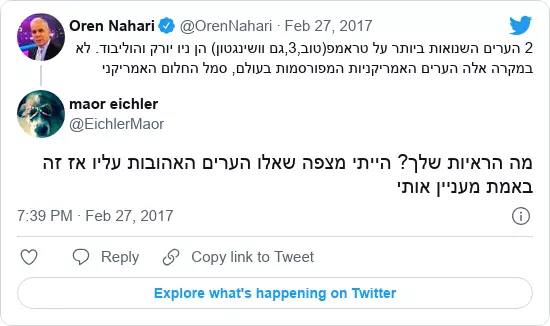 Oren Nahari @OrenNahari · Feb 27, 2017
2 הערים השנואות ביותר על טראמפ(טוב,3,גם וושינגטון) הן ניו יורק והוליבוד. לא
במקרה אלה הערים האמריקניות המפורסמות בעולם, סמל החלום האמריקני
maor eichler
@EichlerMaor
מה הראיות שלך? הייתי מצפה שאלו הערים האהובות עליו אז זה
באמת מעניין אותי
7:39 PM · Feb 27, 2017
Reply
Copy link to Tweet
Explore what's happening on Twitter